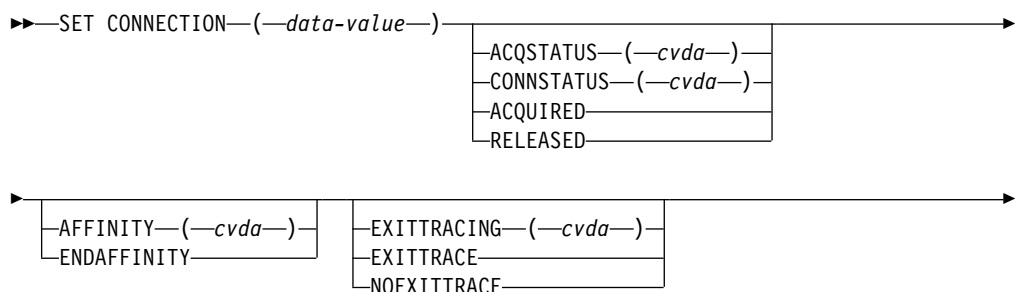 SET CONNECTION ( data-value )
ACQSTATUS ( cvda )
CONNSTATUS ( cvda )
ACQUIRED
RELEASED
AFFINITY ( cvda )
ENDAFFINITY
EXITTRACING ( cvda )
EXITTRACE
NOEXITTRACE